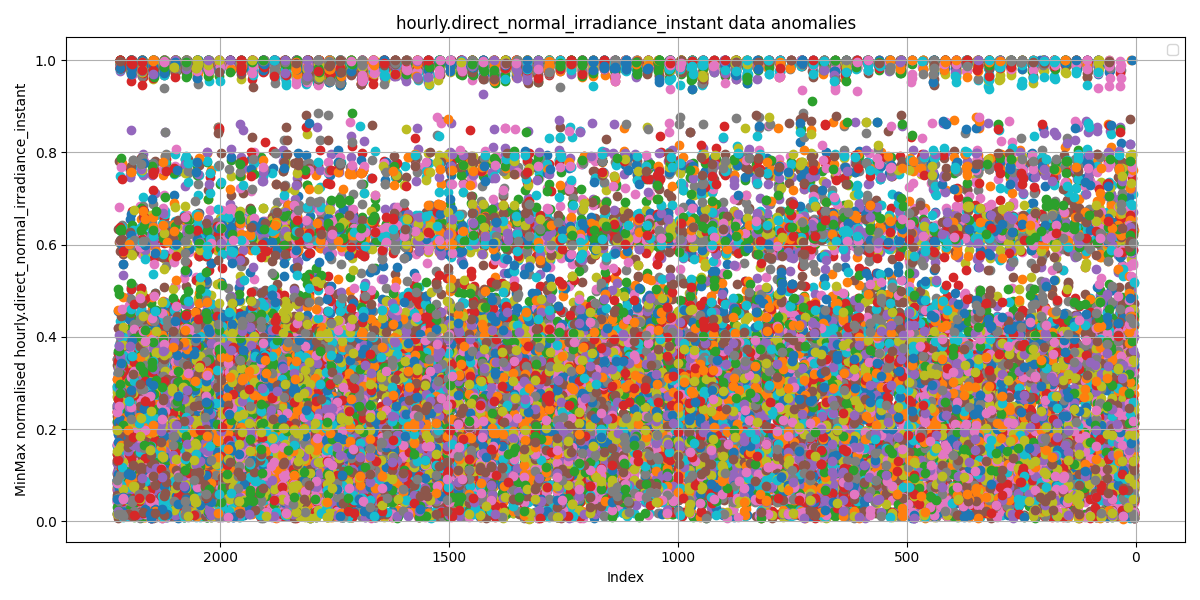 hourly.direct_normal_irradiance_instant data anomalies
MinMax normalised hourly.direct_normal_irradiance_instant
1.0
0.8
0.6
0.4
0.2
0.0
2000 1500 1000 500 0
Index